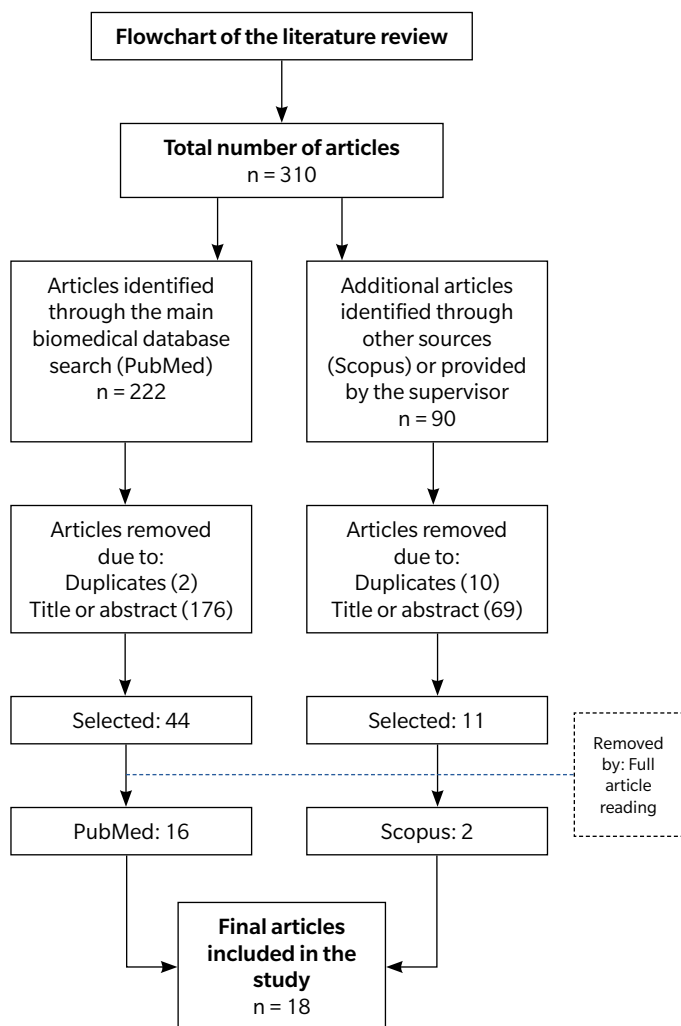 Flowchart of the literature review
Total number of articles
n = 310
Articles identified
through the main
biomedical database
search (PubMed)
n = 222
Additional articles
identified through
other sources
(Scopus) or provided
by the supervisor
n = 90
Articles removed
due to:
Duplicates (2)
Title or abstract (176)
Articles removed
due to:
Duplicates (10)
Title or abstract (69)
Selected: 44
Selected: 11
Removed
by: Full
article
reading
PubMed: 16
Scopus: 2
Final articles
included in the
study
n = 18